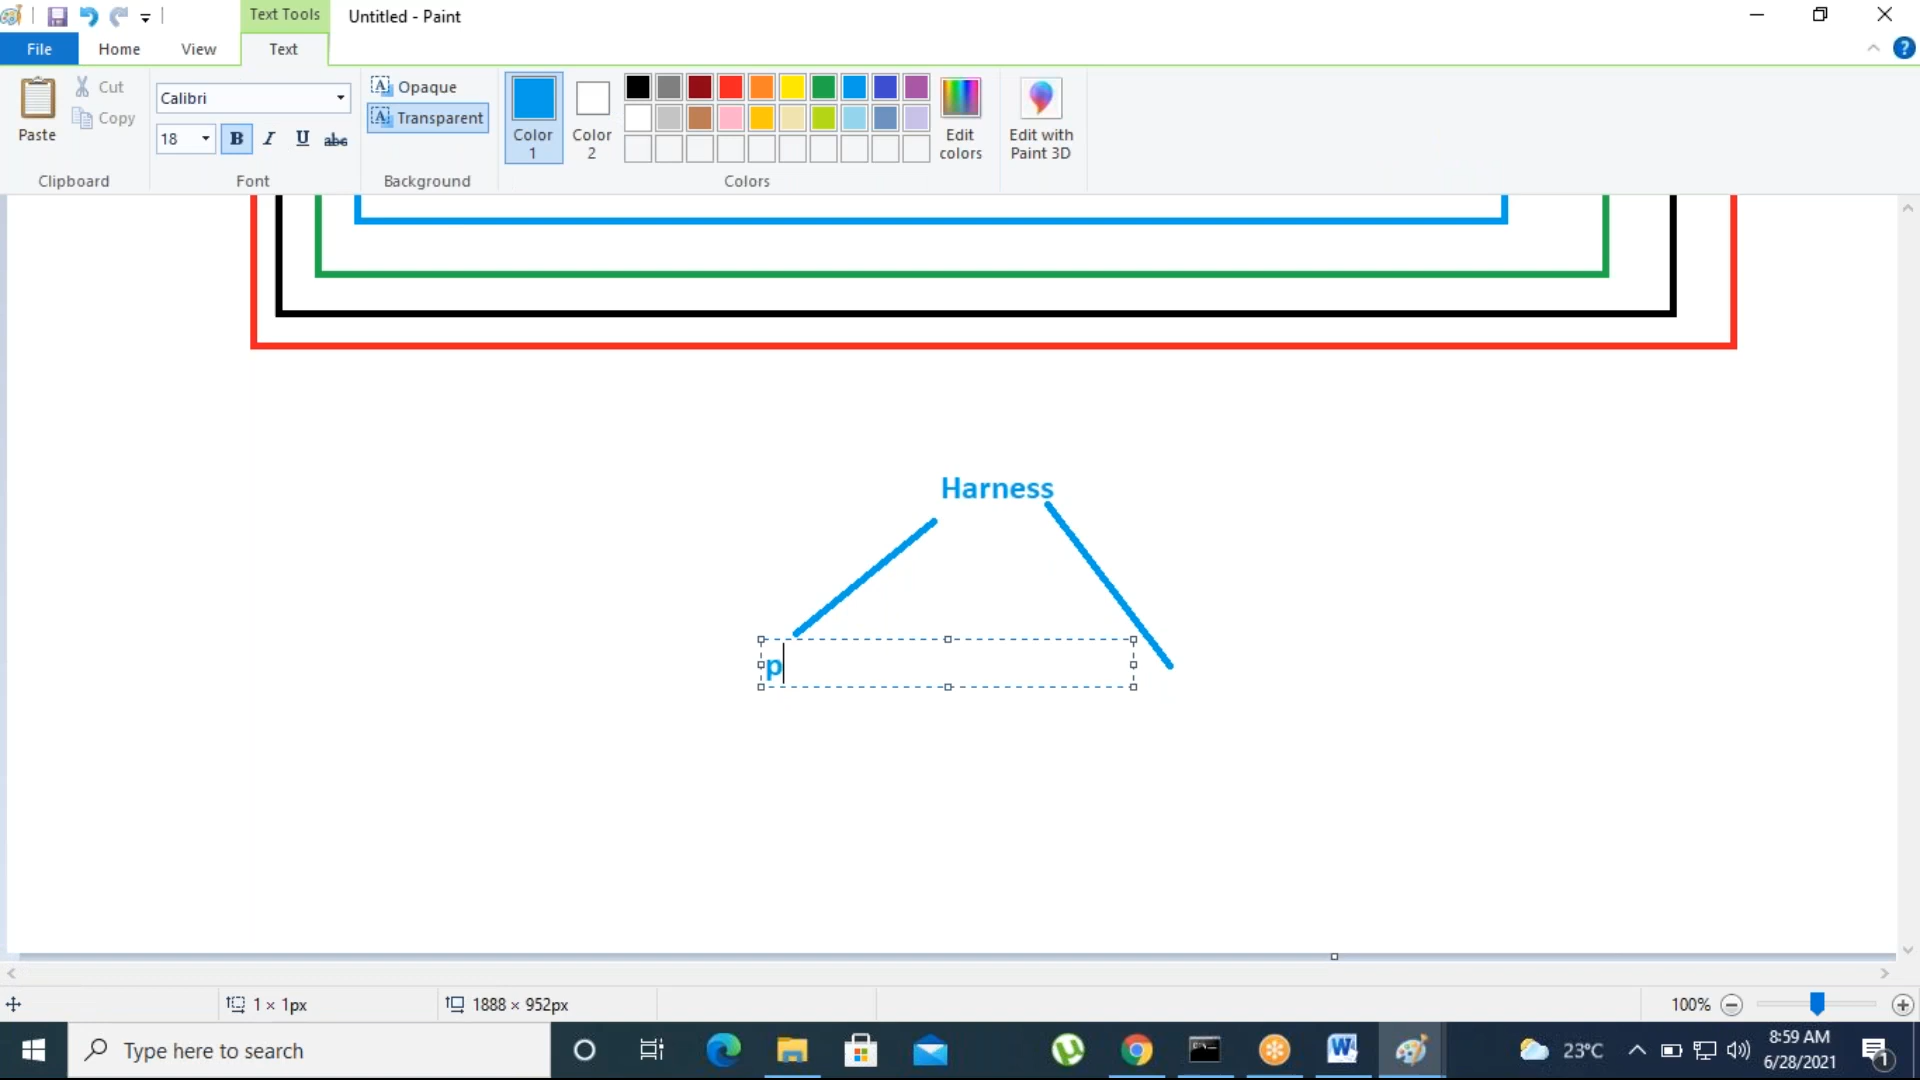 Text Tools
Untitled - Paint
File
Home
View
Text
Paste
Cut
Copy
Clipboard
Calibri
18
B
I
U
abc
Font
Opaque
Transparent
Background
Color 1
Color 2
Edit colors
Colors
Edit with Paint 3D
Harness
p
1 × 1px
1888 × 952px
100%
Type here to search
23°C
8:59 AM
6/28/2021
1